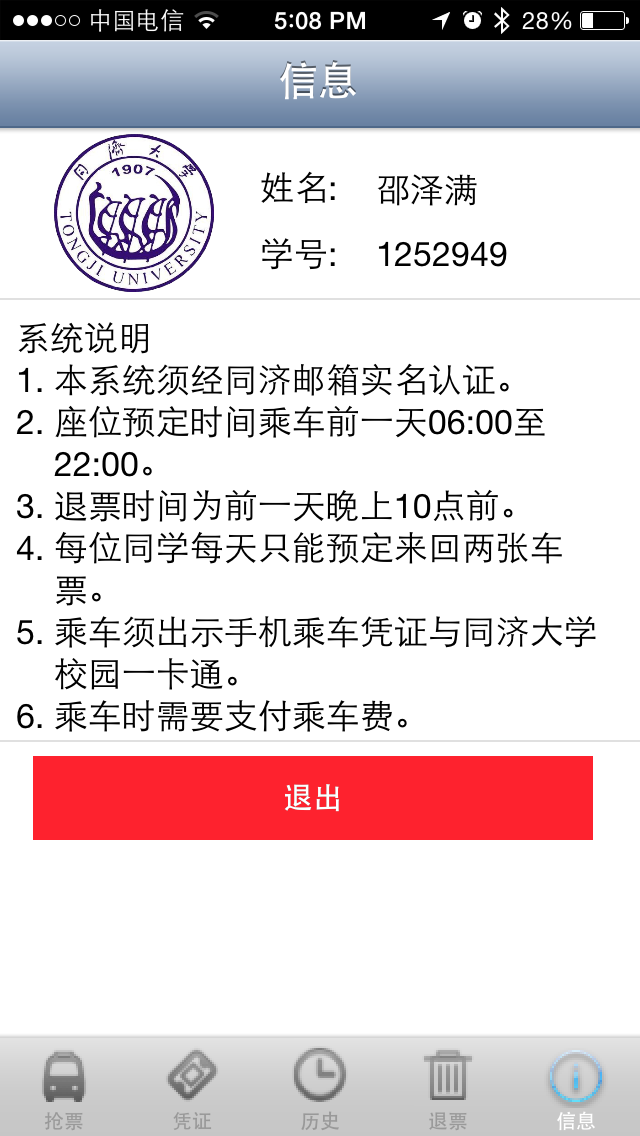 中国电信 5:08 PM 28%
信息
同济大学
1907
TONGJI UNIVERSITY
姓名: 邵泽满
学号: 1252949
系统说明
1. 本系统须经同济邮箱实名认证。
2. 座位预定时间乘车前一天06:00至
22:00。
3. 退票时间为前一天晚上10点前。
4. 每位同学每天只能预定来回两张车
票。
5. 乘车须出示手机乘车凭证与同济大学
校园一卡通。
6. 乘车时需要支付乘车费。
退出
抢票 凭证 历史 退票 信息